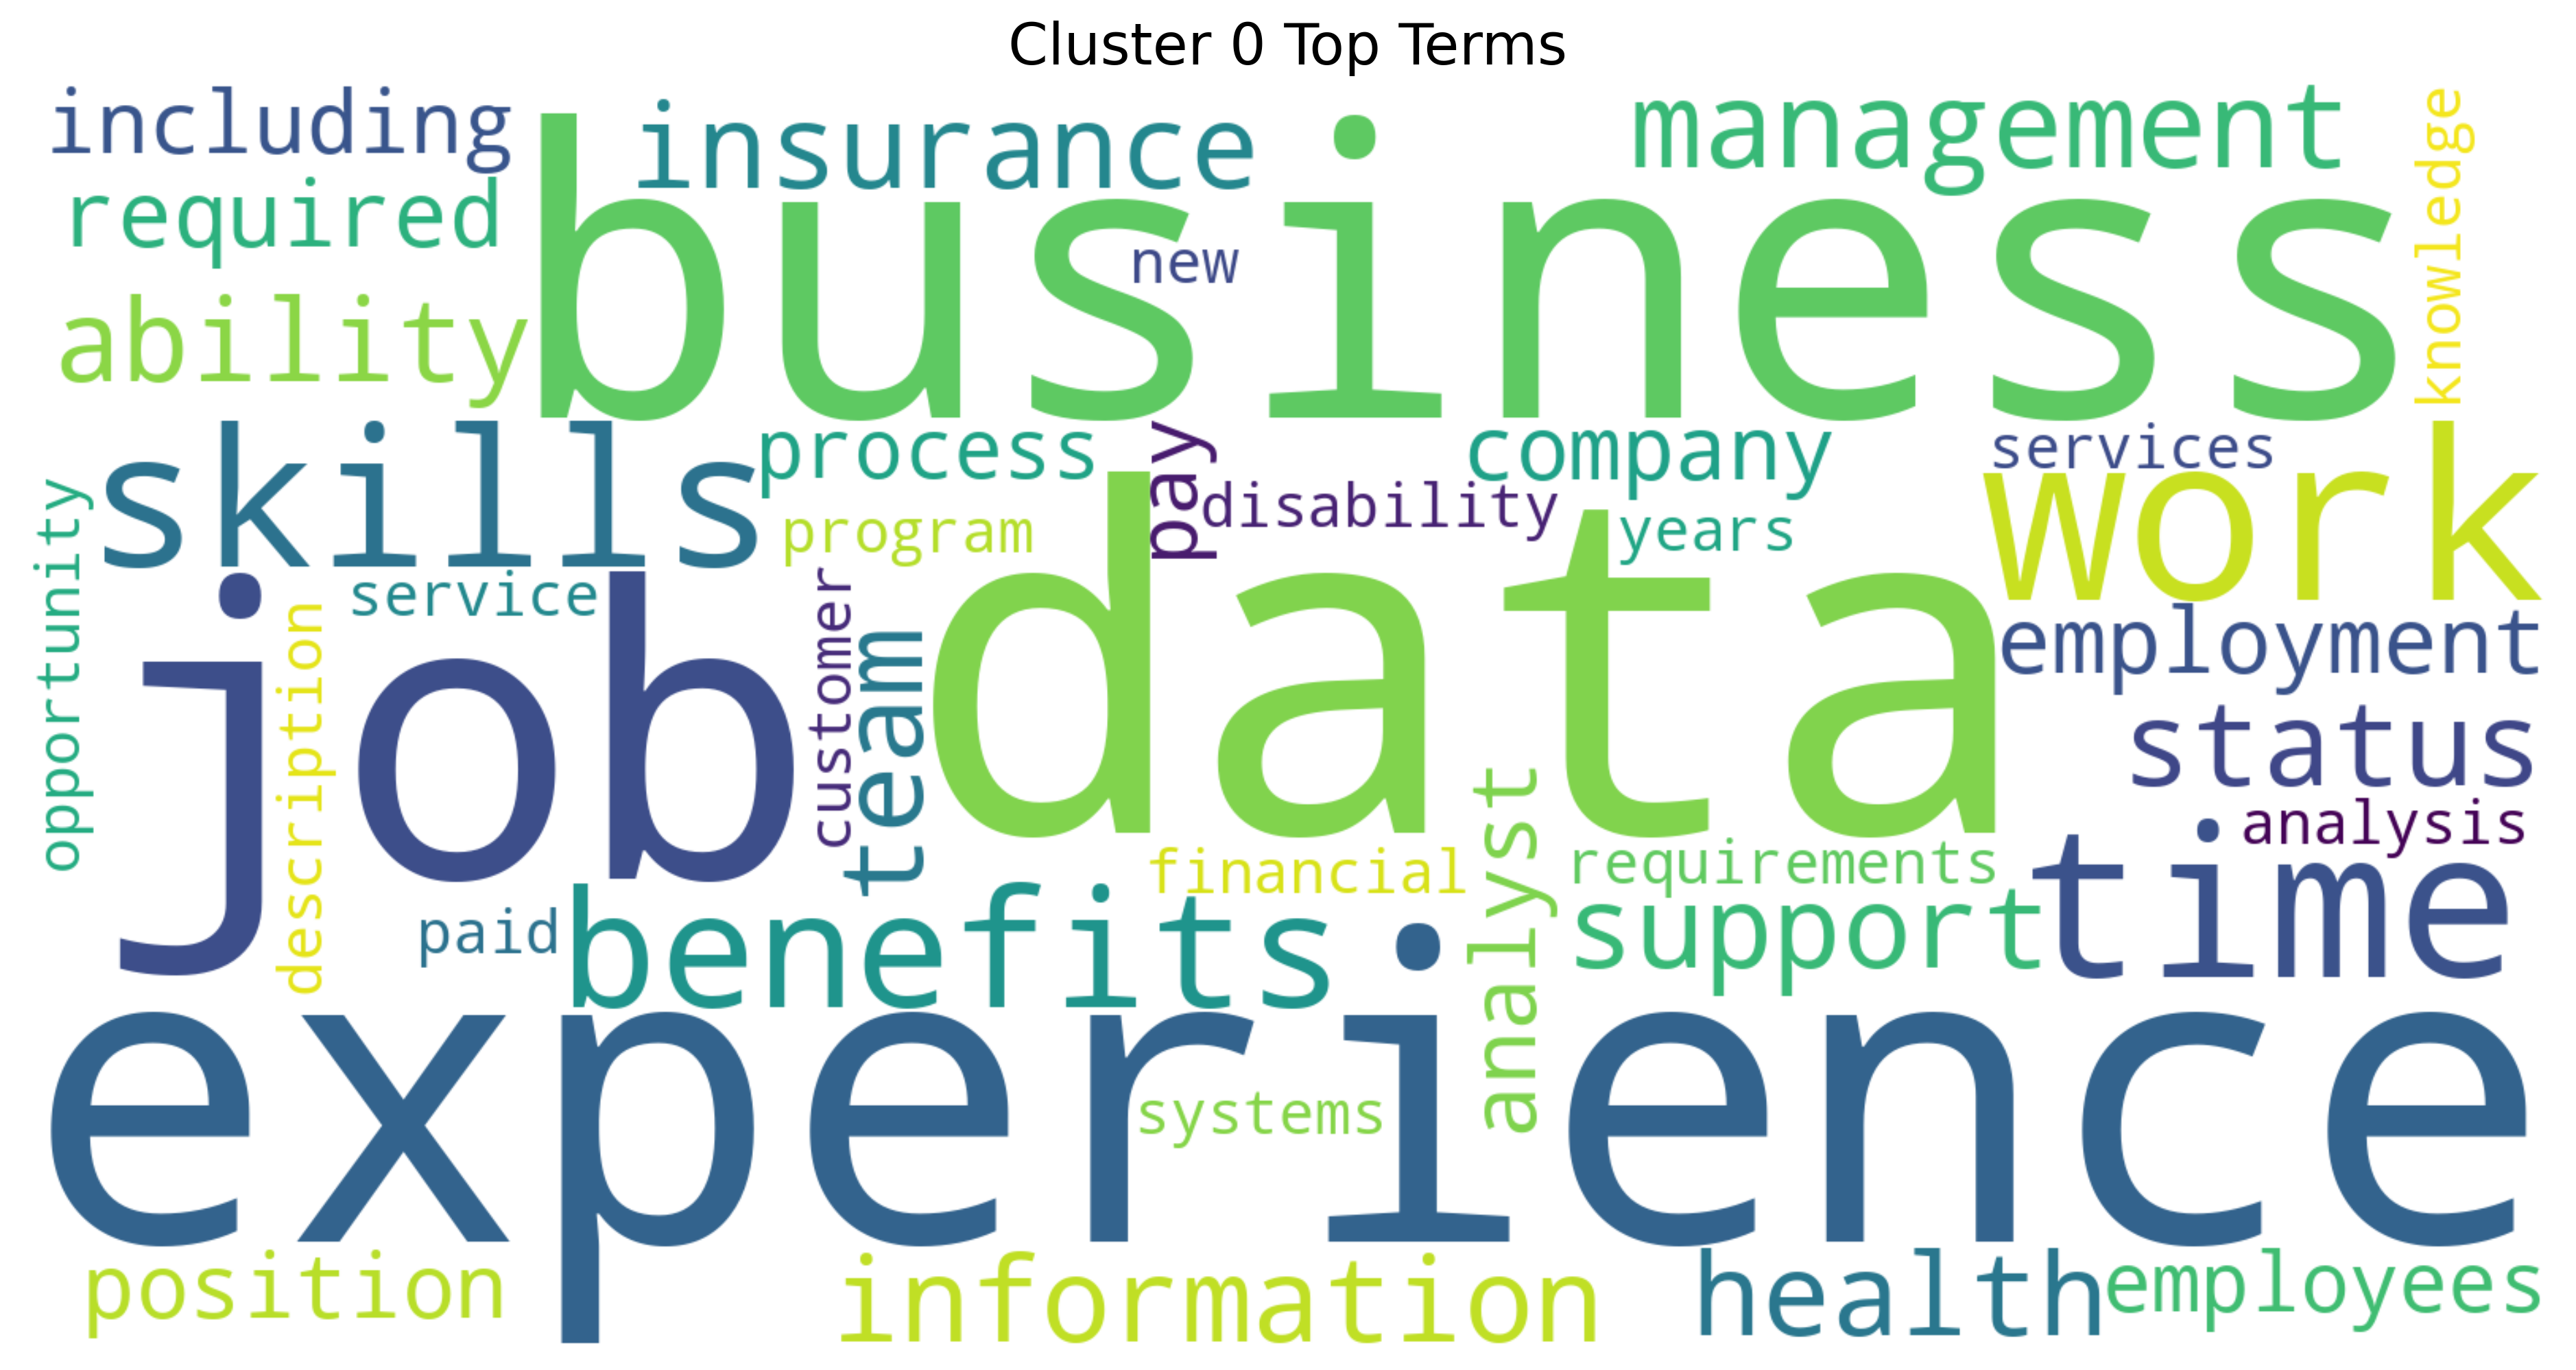 Cluster 0 Top Terms
including
insurance
management
knowledge
required
business
new
ability
skills
process
pay
company
services
work
disability
program
years
opportunity
service
job
description
customer
team
data
employment
status
analysis
analyst
financial
requirements
time
paid
benefits
support
experience
systems
position
information
health
employees